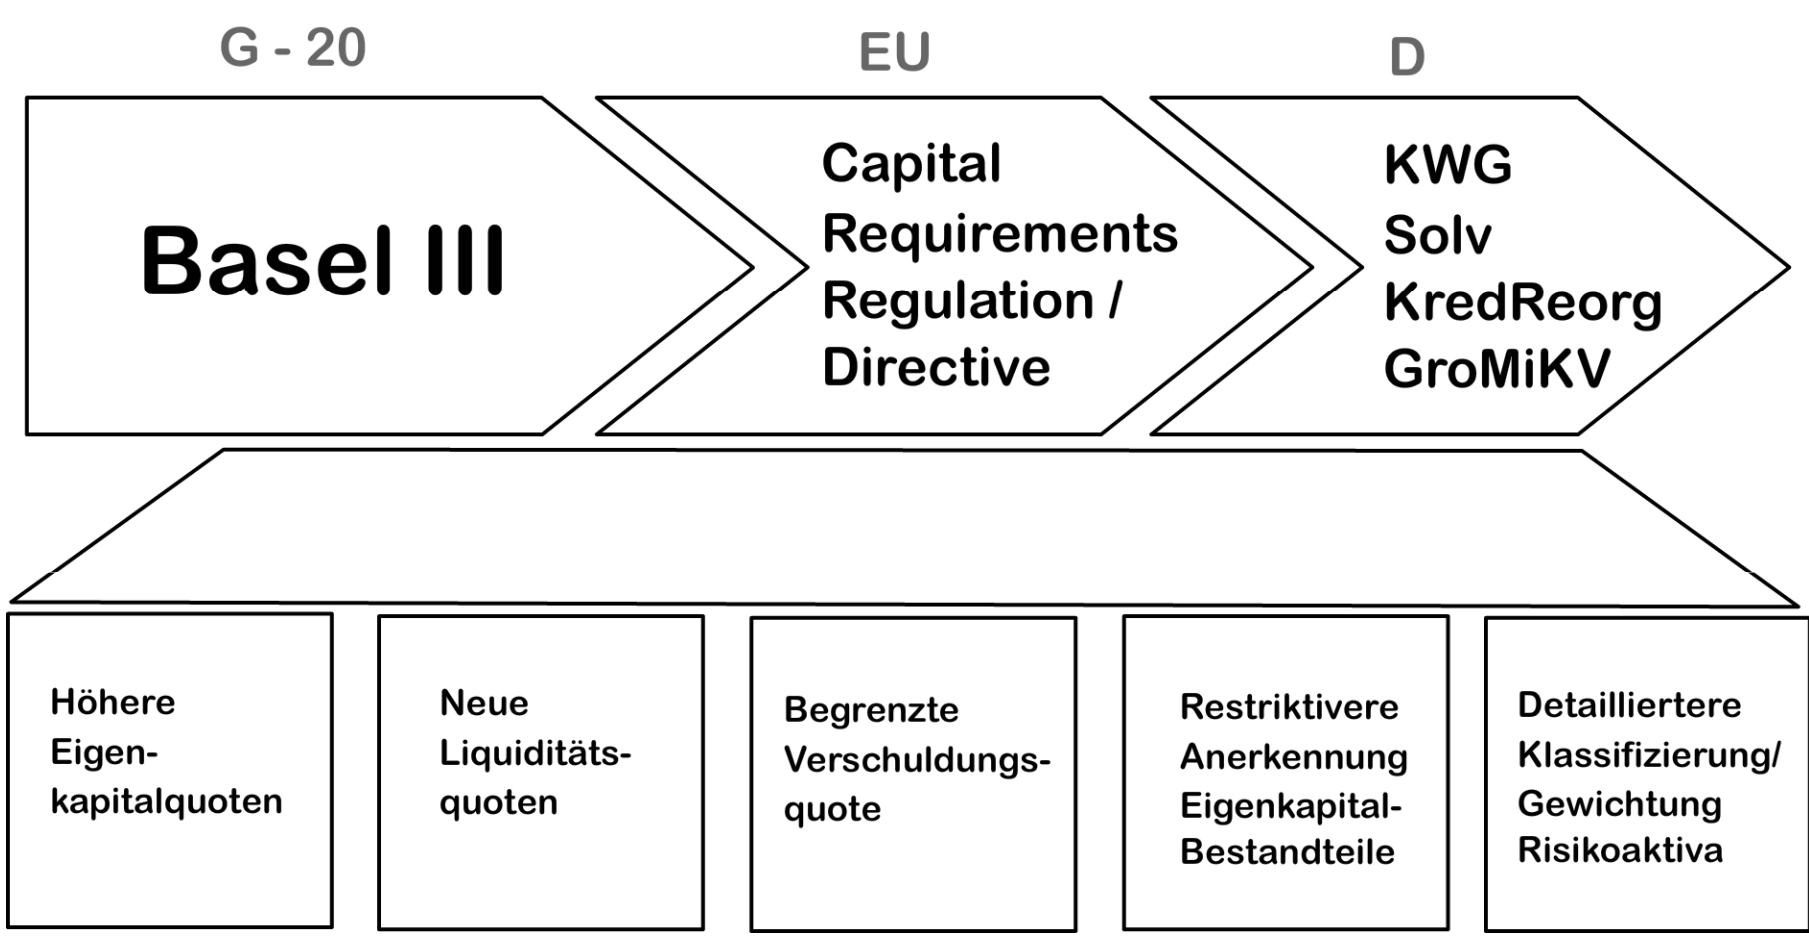 G - 20
EU
D
Basel III
Capital
Requirements
Regulation /
Directive
KWG
Solv
KredReorg
GroMiKV
Höhere
Eigen-
kapitalquoten
Neue
Liquiditäts-
quoten
Begrenzte
Verschuldungs-
quote
Restriktivere
Anerkennung
Eigenkapital-
Bestandteile
Detailliertere
Klassifizierung/
Gewichtung
Risikoaktiva